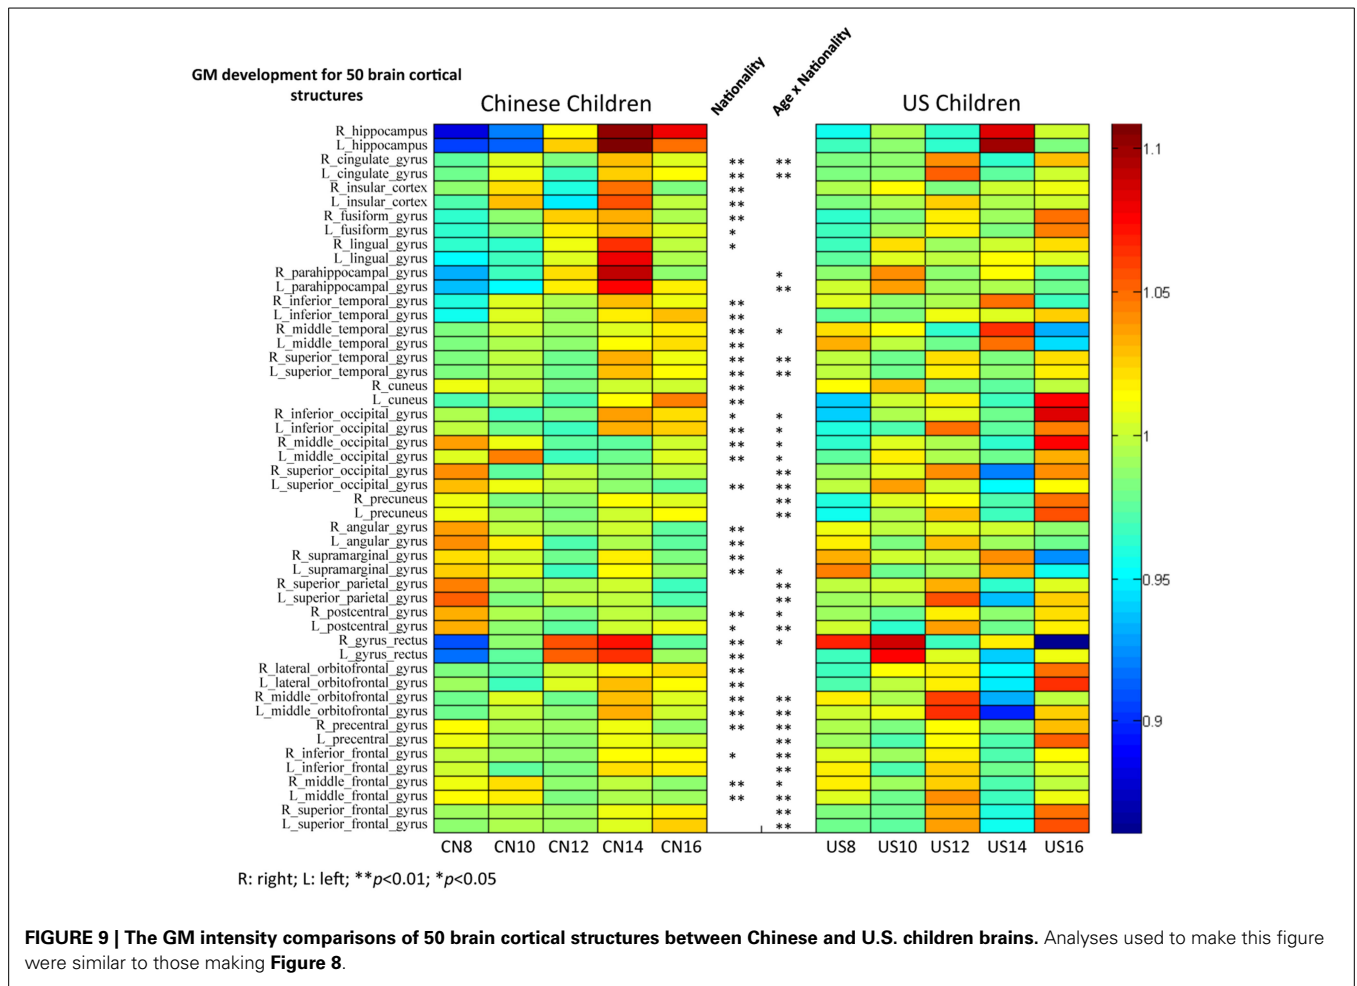 GM development for 50 brain cortical
structures
Chinese Children
Nationality
Age x Nationality
US Children
R_hippocampus
L_hippocampus
R_cingulate_gyrus ** **
L_cingulate_gyrus ** **
R_insular_cortex **
L_insular_cortex **
R_fusiform_gyrus **
L_fusiform_gyrus *
R_lingual_gyrus *
L_lingual_gyrus
R_parahippocampal_gyrus *
L_parahippocampal_gyrus **
R_inferior_temporal_gyrus **
L_inferior_temporal_gyrus **
R_middle_temporal_gyrus ** *
L_middle_temporal_gyrus **
R_superior_temporal_gyrus ** **
L_superior_temporal_gyrus ** **
R_cuneus **
L_cuneus **
R_inferior_occipital_gyrus * *
L_inferior_occipital_gyrus ** *
R_middle_occipital_gyrus ** *
L_middle_occipital_gyrus ** *
R_superior_occipital_gyrus **
L_superior_occipital_gyrus ** **
R_precuneus **
L_precuneus **
R_angular_gyrus **
L_angular_gyrus **
R_supramarginal_gyrus **
L_supramarginal_gyrus ** *
R_superior_parietal_gyrus **
L_superior_parietal_gyrus **
R_postcentral_gyrus ** *
L_postcentral_gyrus * **
R_gyrus_rectus ** *
L_gyrus_rectus **
R_lateral_orbitofrontal_gyrus **
L_lateral_orbitofrontal_gyrus **
R_middle_orbitofrontal_gyrus ** **
L_middle_orbitofrontal_gyrus ** **
R_precentral_gyrus ** **
L_precentral_gyrus **
R_inferior_frontal_gyrus * **
L_inferior_frontal_gyrus **
R_middle_frontal_gyrus ** *
L_middle_frontal_gyrus ** **
R_superior_frontal_gyrus **
L_superior_frontal_gyrus **
1.1
1.05
1
0.95
0.9
CN8 CN10 CN12 CN14 CN16 US8 US10 US12 US14 US16
R: right; L: left; **p<0.01; *p<0.05
FIGURE 9 | The GM intensity comparisons of 50 brain cortical structures between Chinese and U.S. children brains. Analyses used to make this figure
were similar to those making Figure 8.